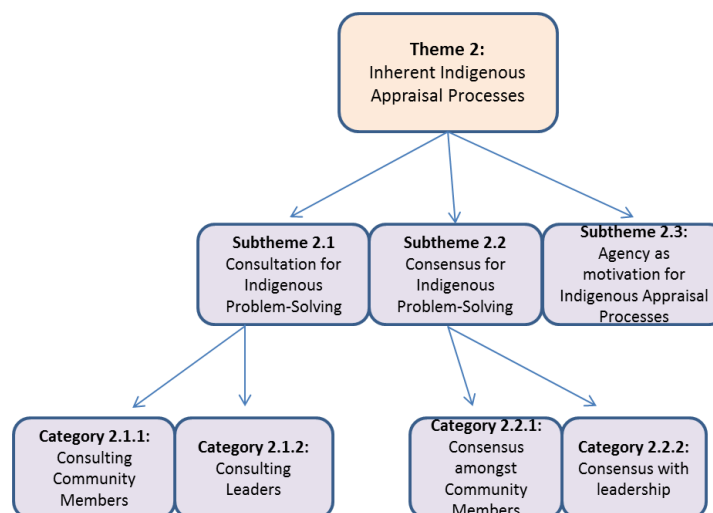 Theme 2:
Inherent Indigenous
Appraisal Processes
Subtheme 2.1
Consultation for
Indigenous
Problem-Solving
Subtheme 2.2
Consensus for
Indigenous
Problem-Solving
Subtheme 2.3:
Agency as
motivation for
Indigenous Appraisal
Processes
Category 2.1.1:
Consulting
Community
Members
Category 2.1.2:
Consulting
Leaders
Category 2.2.1:
Consensus
amongst
Community
Members
Category 2.2.2:
Consensus with
leadership